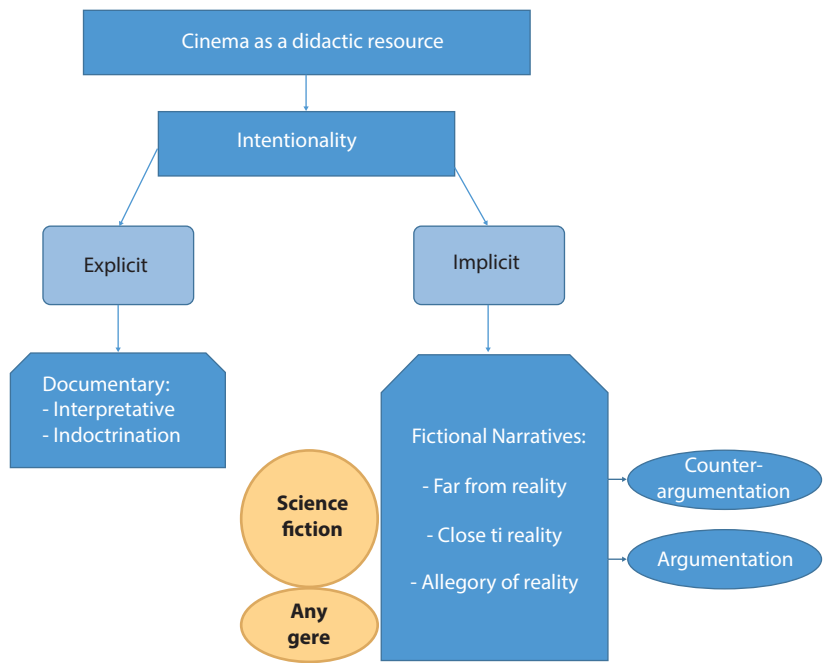 Cinema as a didactic resource
Intentionality
Explicit
Implicit
Documentary:
- Interpretative
- Indoctrination
Fictional Narratives:
- Far from reality
- Close ti reality
- Allegory of reality
Science
fiction
Any
gere
Counter-
argumentation
Argumentation